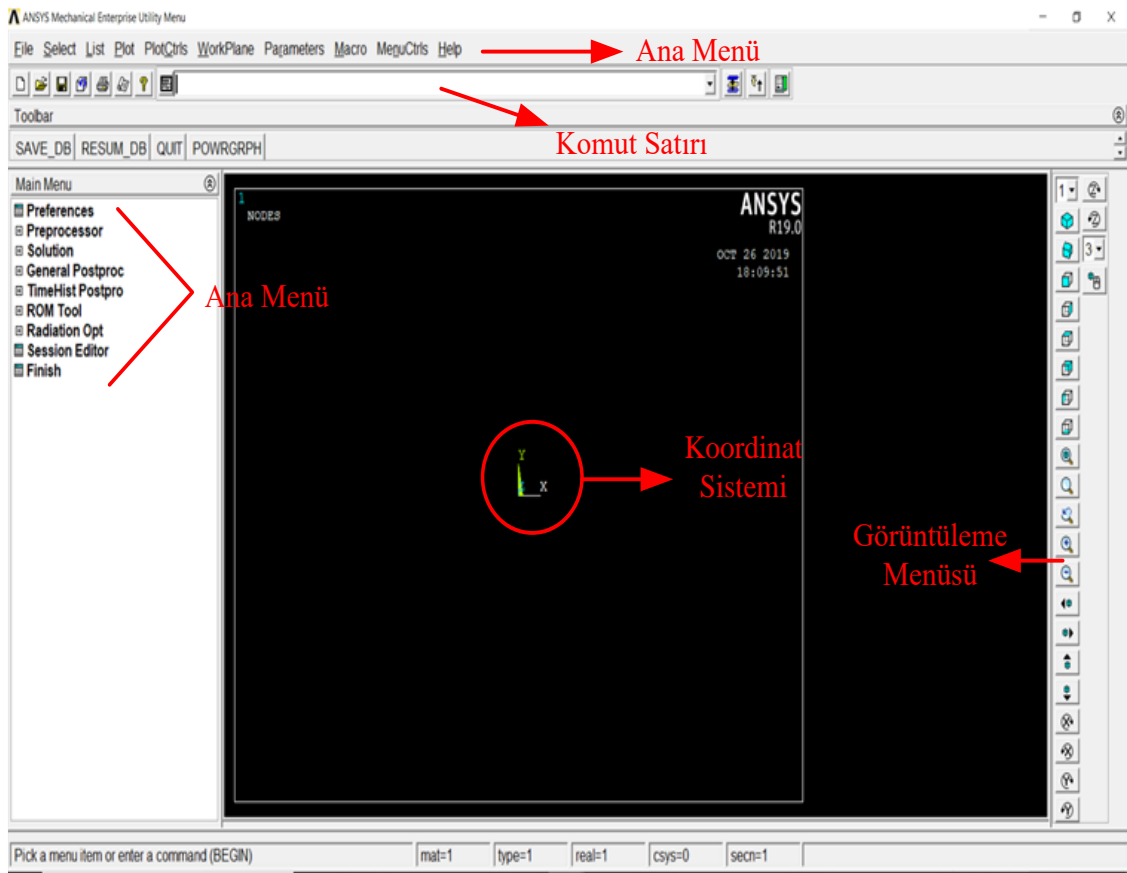 ANSYS Mechanical Enterprise Utility Menu
File Select List Plot PlotCtrls WorkPlane Parameters Macro MenuCtrls Help
Ana Menü
Toolbar
Komut Satırı
SAVE_DB RESUM_DB QUIT POWRGRPH
Main Menu
Preferences
Preprocessor
Solution
General Postproc
TimeHist Postpro
ROM Tool
Radiation Opt
Session Editor
Finish
Ana Menü
1
NODES
ANSYS
R19.0
OCT 26 2019
18:09:51
Y
X
Koordinat
Sistemi
Görüntüleme
Menüsü
1
3
Pick a menu item or enter a command (BEGIN) mat=1 type=1 real=1 csys=0 secn=1